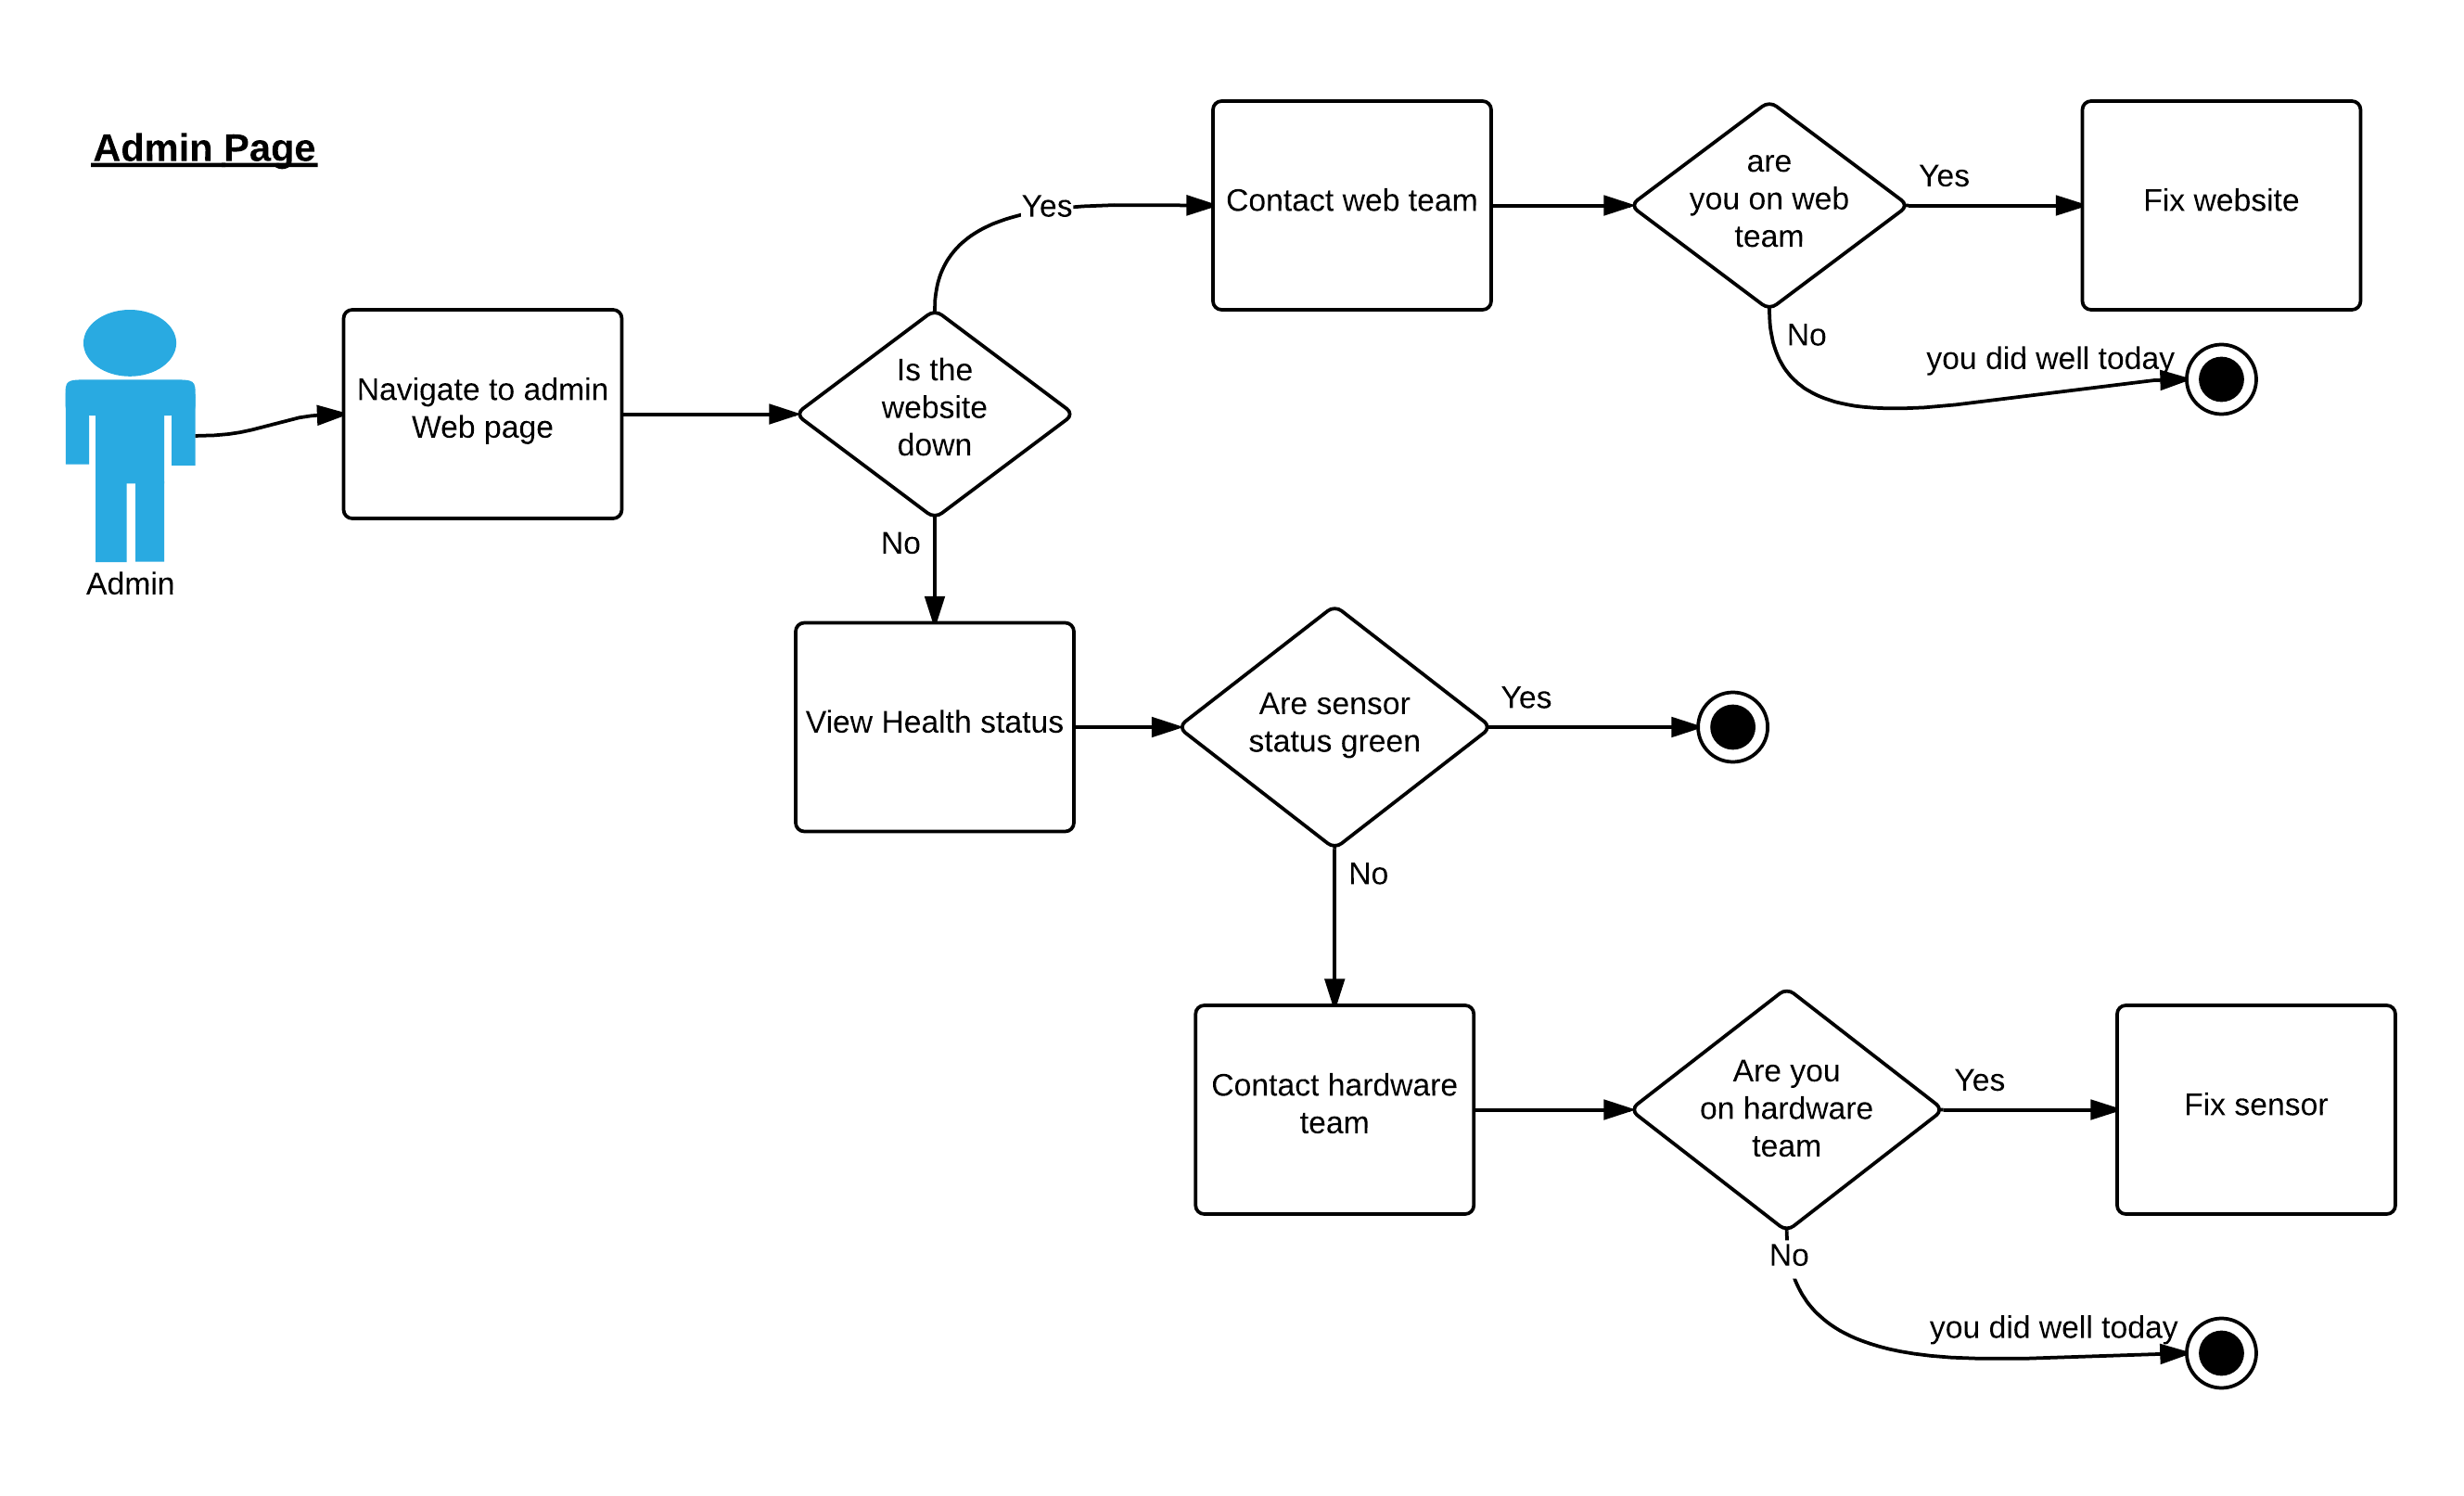 Admin Page
Admin
Navigate to admin
Web page
Is the
website
down
Yes
Contact web team
are
you on web
team
Yes
Fix website
No
you did well today
No
View Health status
Are sensor
status green
Yes
No
Contact hardware
team
Are you
on hardware
team
Yes
Fix sensor
No
you did well today